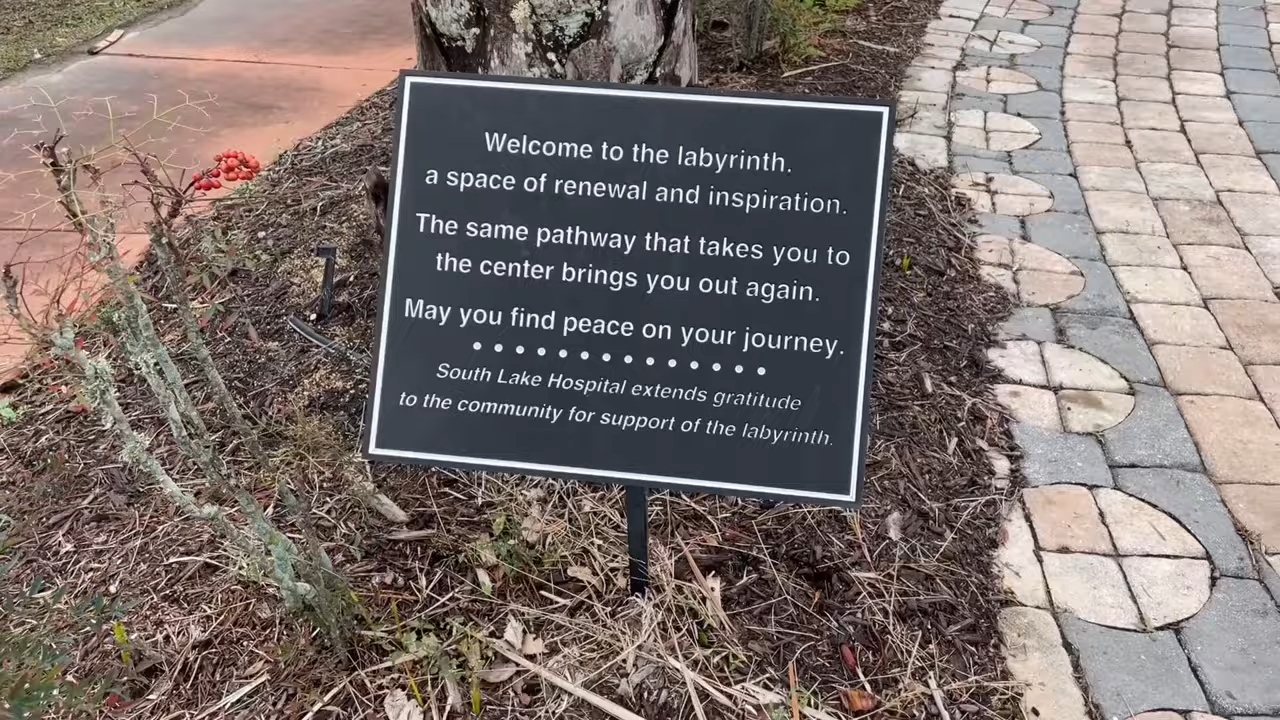 Welcome to the labyrinth,
a space of renewal and inspiration.
The same pathway that takes you to
the center brings you out again.
May you find peace on your journey.
South Lake Hospital extends gratitude
to the community for support of the labyrinth.